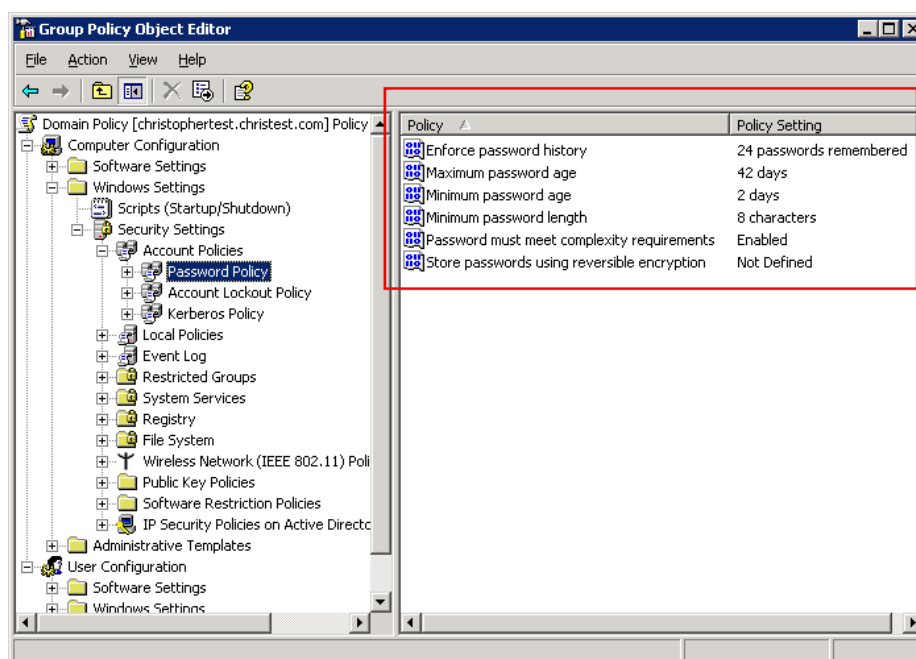 Group Policy Object Editor
File Action View Help
Domain Policy [christophertest.christest.com] Policy
Computer Configuration
Software Settings
Windows Settings
Scripts (Startup/Shutdown)
Security Settings
Account Policies
Password Policy
Account Lockout Policy
Kerberos Policy
Local Policies
Event Log
Restricted Groups
System Services
Registry
File System
Wireless Network (IEEE 802.11) Poli
Public Key Policies
Software Restriction Policies
IP Security Policies on Active Directo
Administrative Templates
User Configuration
Software Settings
Windows Settings
Policy Policy Setting
Enforce password history 24 passwords remembered
Maximum password age 42 days
Minimum password age 2 days
Minimum password length 8 characters
Password must meet complexity requirements Enabled
Store passwords using reversible encryption Not Defined